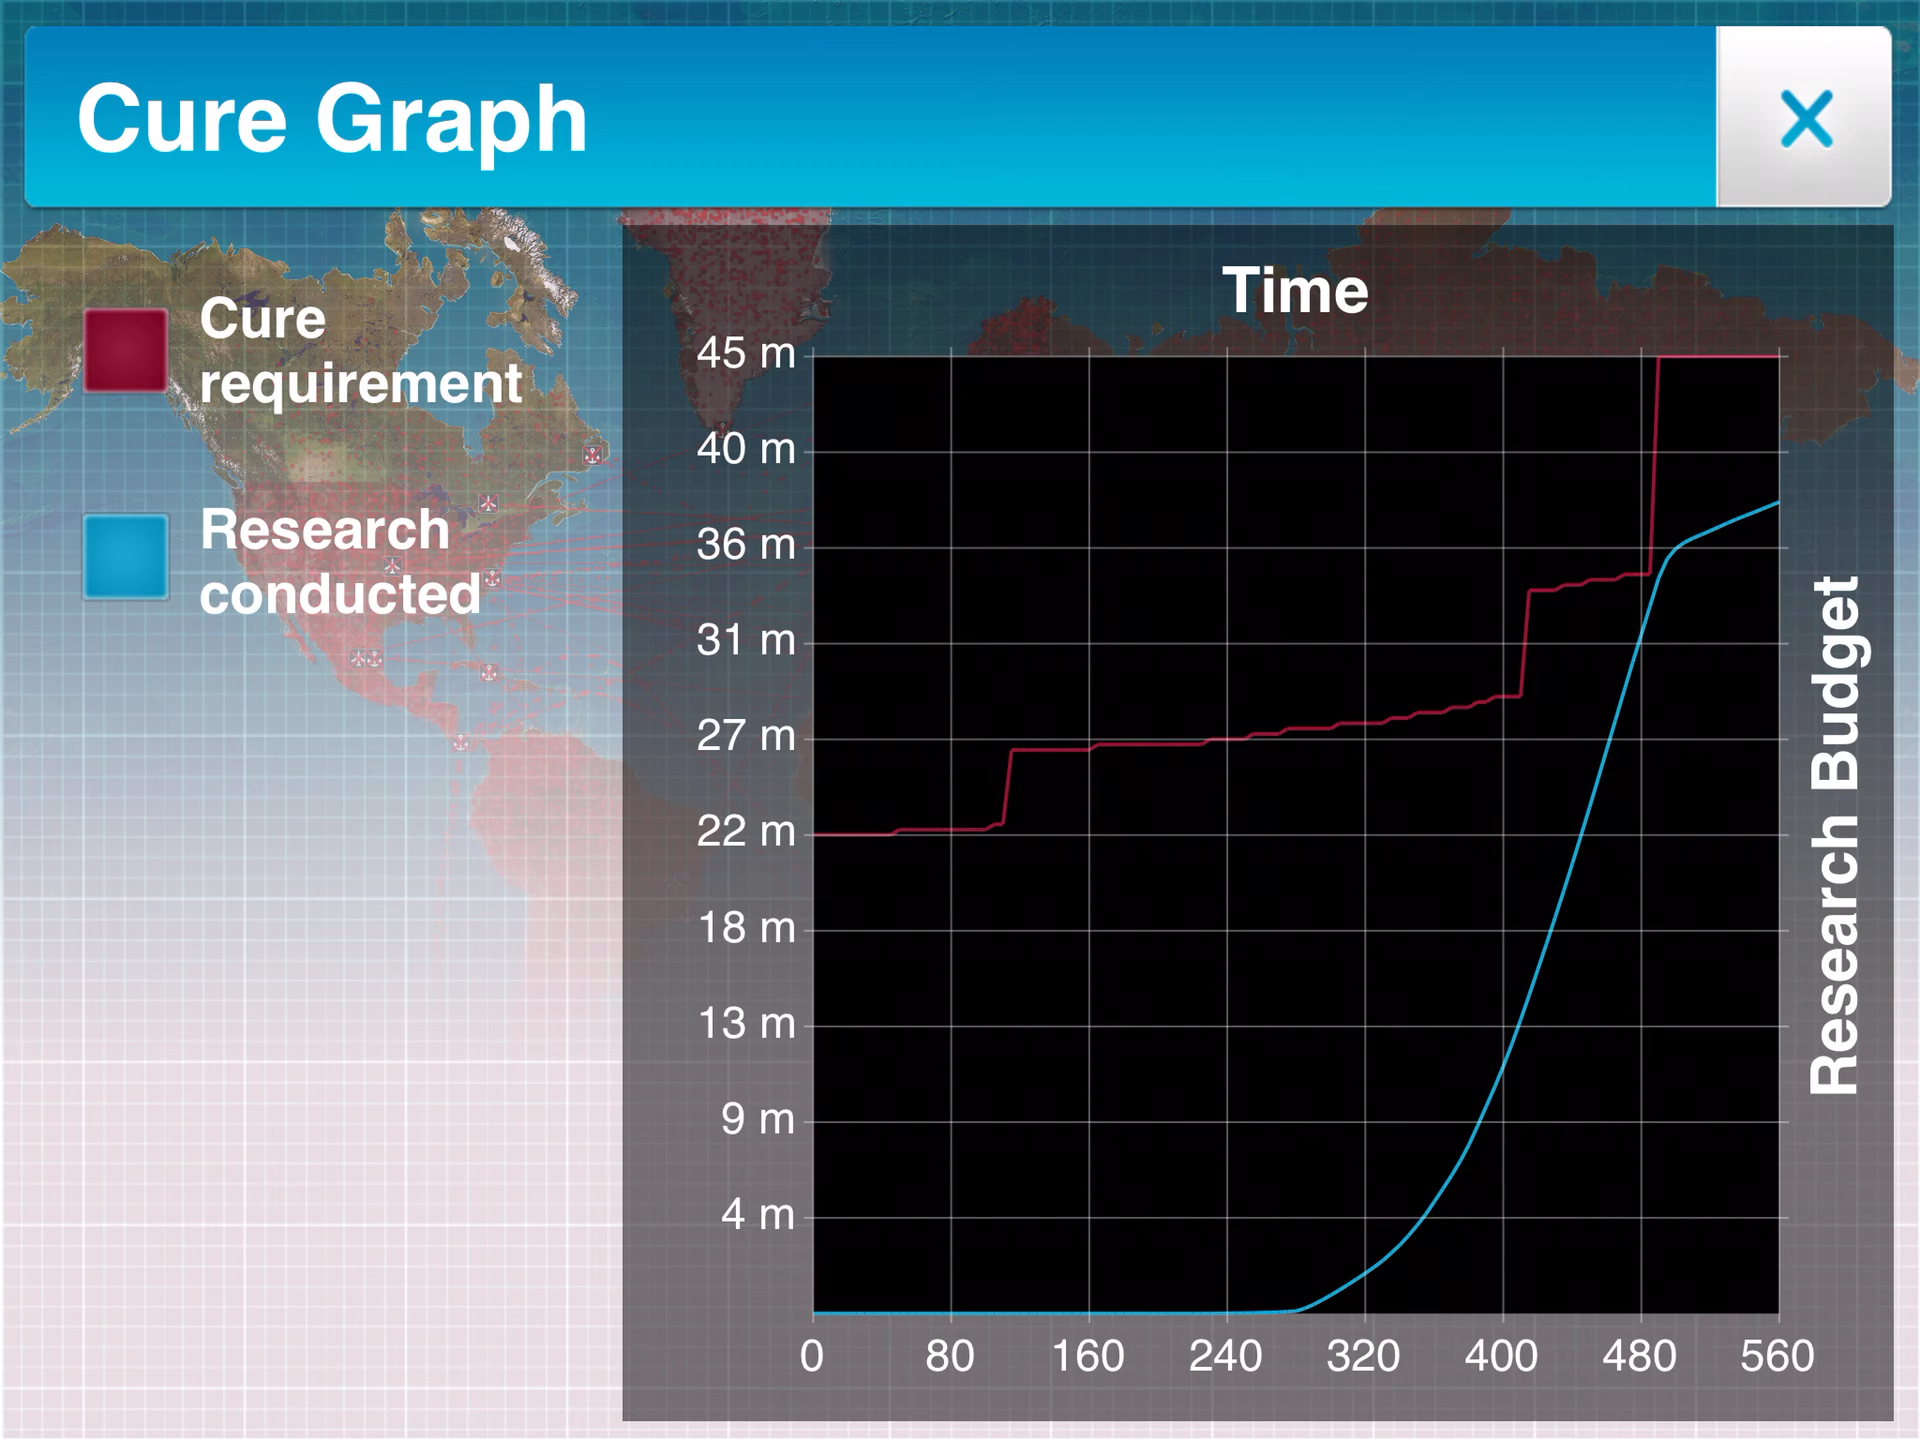 Cure Graph
Cure
requirement
Research
conducted
Time
45 m
40 m
36 m
31 m
27 m
22 m
18 m
13 m
9 m
4 m
0 80 160 240 320 400 480 560
Research Budget